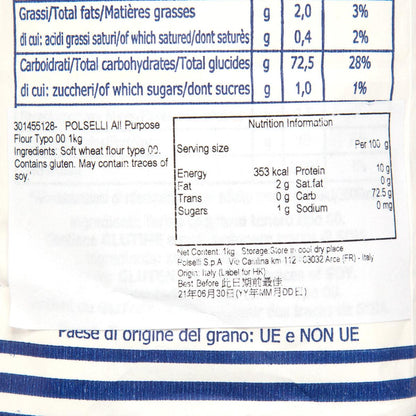 Grassi/Total fats/Matières grasses g 2,0 3%
di cui: acidi grassi saturi/of which satured/dont saturès g 0,4 2%
Carboidrati/Total carbohydrates/Total glucides g 72,5 28%
di cui: zuccheri/of which sugars/dont sucres g 1,0 1%
301455128- POLSELLI All Purpose
Flour Typo 00 1kg
Ingredients: Soft wheat flour type 00.
Contains gluten. May contain traces of
soy.
Nutrition Information
Serving size Per 100 g
Energy 353 kcal Protein 10 g
Fat 2 g Sat.fat 0 g
Trans 0 g Carb 72.5 g
Sugars 1 g Sodium 0 mg
Net Content: 1kg Storage:Store in cool dry place.
Polselli S.p.A. Via Casilina km 112 - 03032 Arce (FR) - Italy
Origin: Italy (Label for HK)
Best Before 此日期前最佳
21年06月30日(YY年MM月DD日)
Paese di origine del grano: UE e NON UE